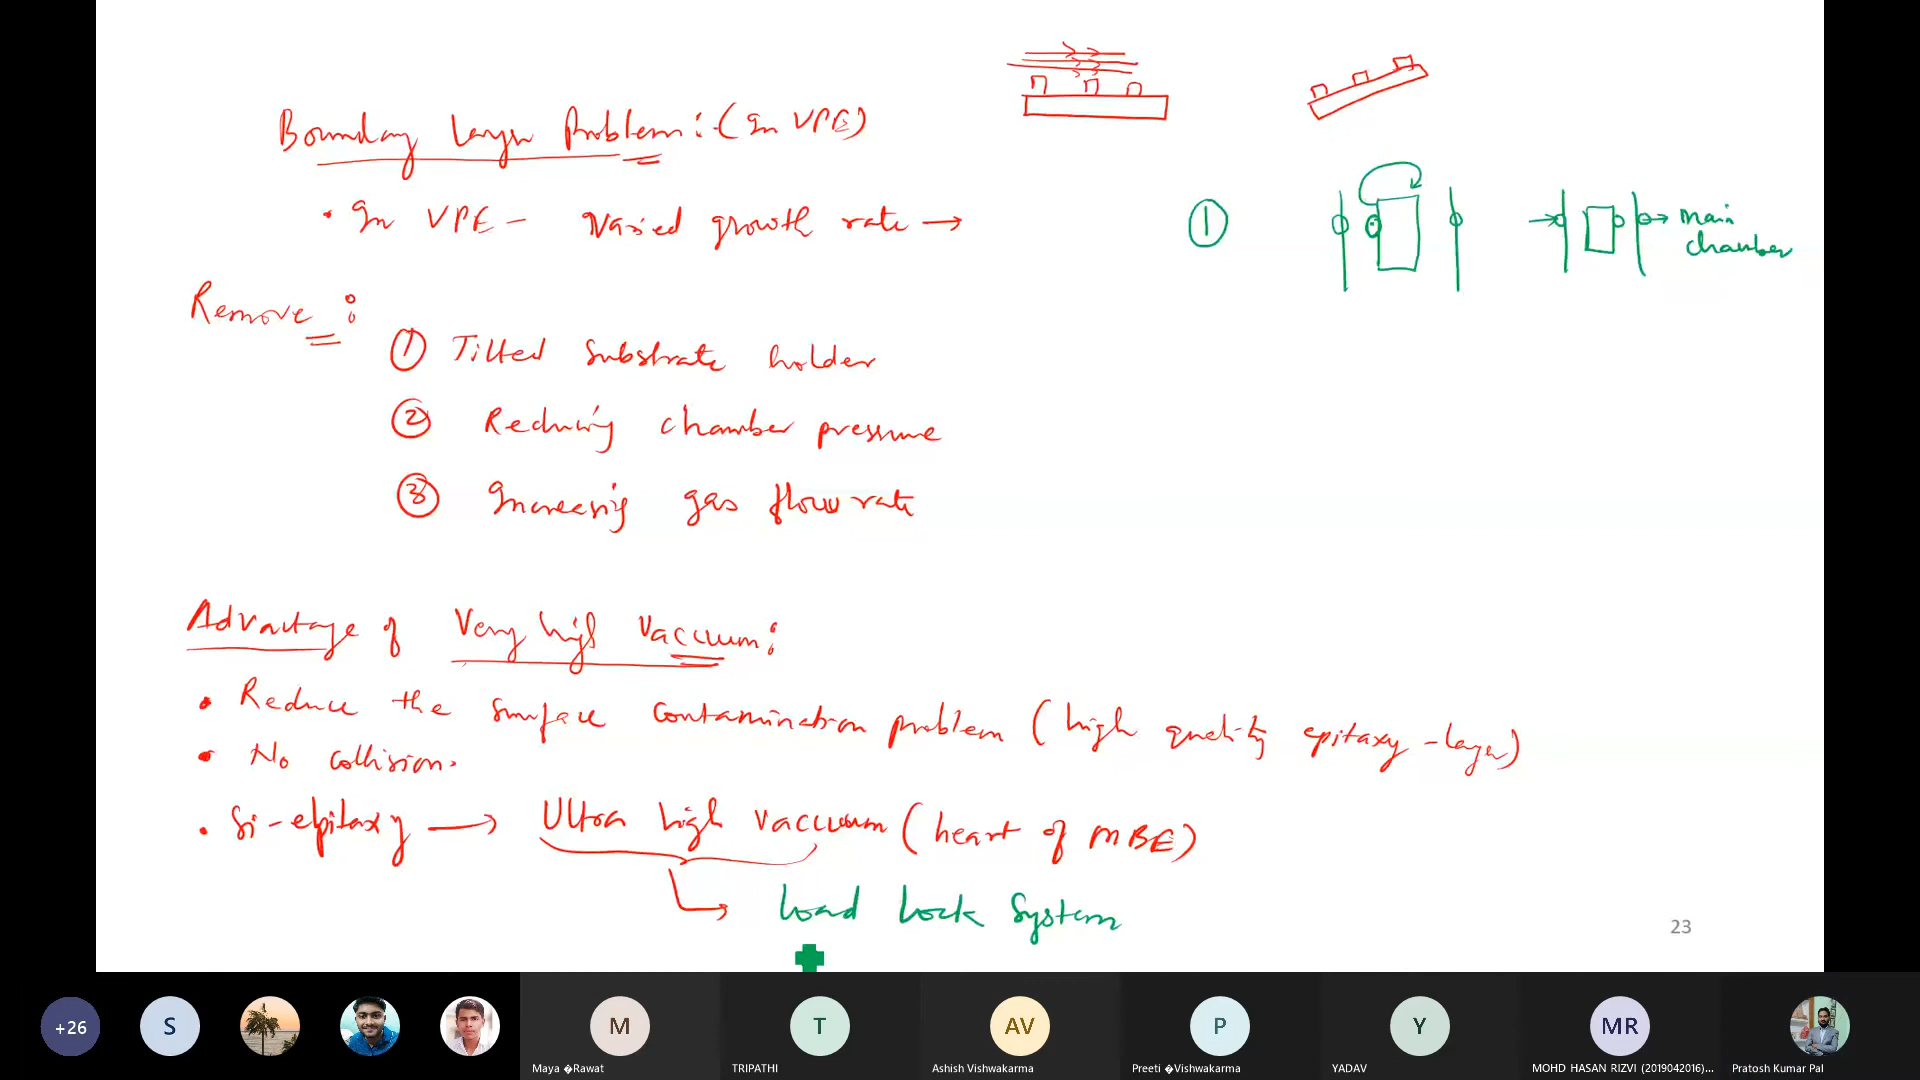 Boundary layer Problem :- (In VPE)
• In VPE - Varied growth rate →
Remove :
① Tilted substrate holder
② Reducing chamber pressure
③ Increasing gas flow rate
① main
chamber
Advantage of Very high vaccuum :
• Reduce the surface contamination problem (high quality epitaxy-layer)
• No collision.
• Si-epitaxy → Ultra high vaccuum (heart of MBE)
Load Lock System
23
+26
S
M
T
AV
P
Y
MR
Maya �Rawat
TRIPATHI
Ashish Vishwakarma
Preeti �Vishwakarma
YADAV
MOHD HASAN RIZVI (2019042016)...
Pratosh Kumar Pal